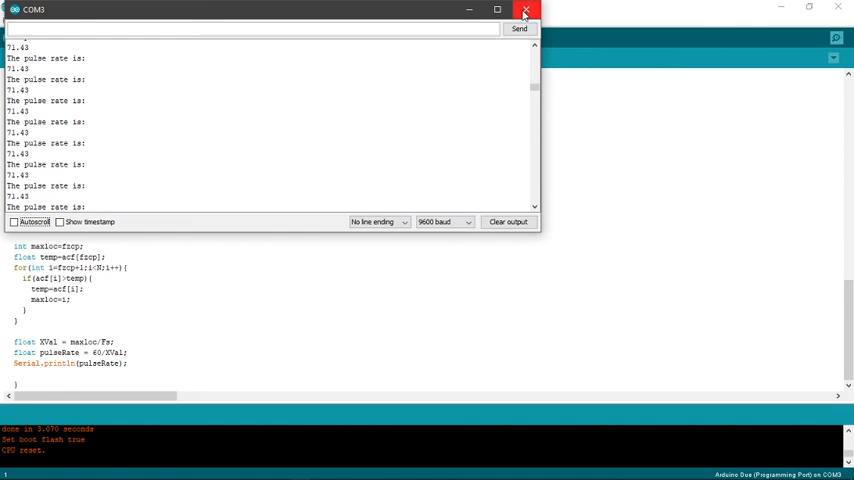 COM3
Send
71.43
The pulse rate is:
71.43
The pulse rate is:
71.43
The pulse rate is:
71.43
The pulse rate is:
71.43
The pulse rate is:
71.43
The pulse rate is:
71.43
The pulse rate is:
71.43
The pulse rate is:
Autoscroll Show timestamp No line ending 9600 baud Clear output
int maxloc=fzcp;
float temp=acf[fzcp];
for(int i=fzcp+1;i<N;i++){
if(acf[i]>temp){
temp=acf[i];
maxloc=i;
}
}
float XVal = maxloc/Fs;
float pulseRate = 60/XVal;
Serial.println(pulseRate);
}
done in 3.070 seconds
Set boot flash true
CPU reset.
1 Arduino Due (Programming Port) on COM3